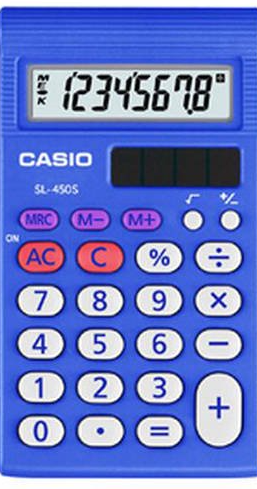 12345678
CASIO
SL-450S
√ +/−
MRC M− M+
ON
AC C % ÷
7 8 9 ×
4 5 6 −
1 2 3
+
0 · =